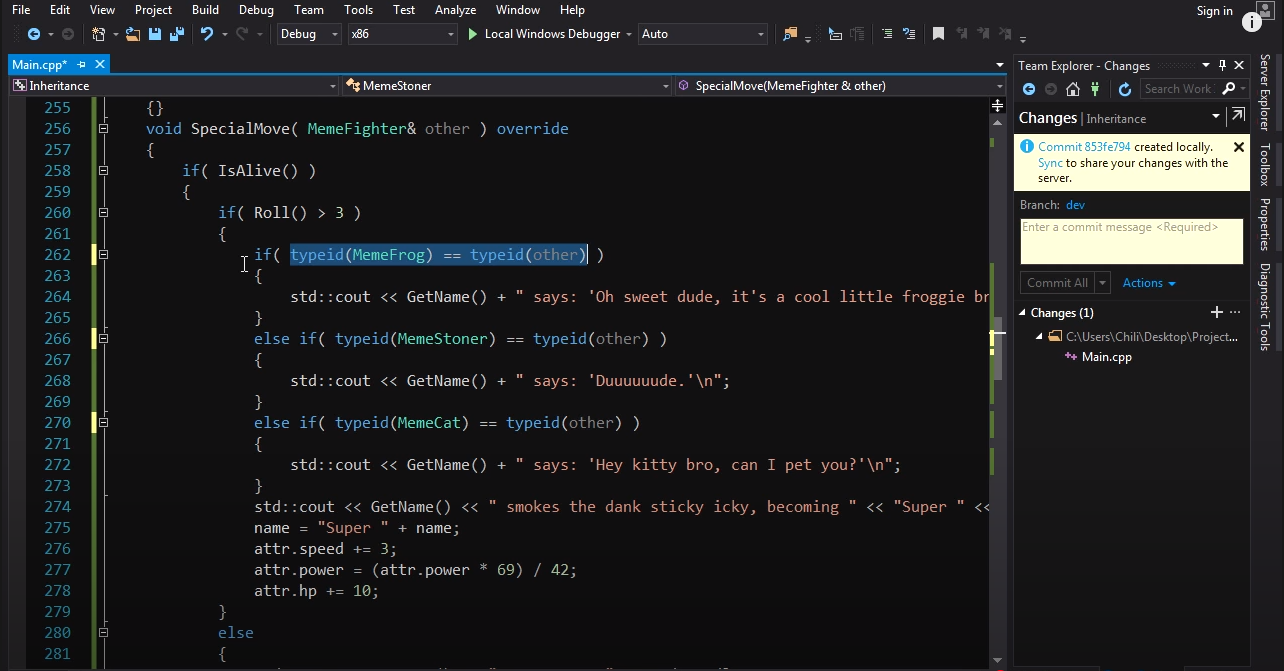 File Edit View Project Build Debug Team Tools Test Analyze Window Help
Sign in
Debug x86 Local Windows Debugger Auto
Main.cpp*
Inheritance MemeStoner SpecialMove(MemeFighter & other)
255 {}
256 void SpecialMove( MemeFighter& other ) override
257 {
258 if( IsAlive() )
259 {
260 if( Roll() > 3 )
261 {
262 if( typeid(MemeFrog) == typeid(other) )
263 {
264 std::cout << GetName() + " says: 'Oh sweet dude, it's a cool little froggie br
265 }
266 else if( typeid(MemeStoner) == typeid(other) )
267 {
268 std::cout << GetName() + " says: 'Duuuuuude.'\n";
269 }
270 else if( typeid(MemeCat) == typeid(other) )
271 {
272 std::cout << GetName() + " says: 'Hey kitty bro, can I pet you?'\n";
273 }
274 std::cout << GetName() << " smokes the dank sticky icky, becoming " << "Super " <<
275 name = "Super " + name;
276 attr.speed += 3;
277 attr.power = (attr.power * 69) / 42;
278 attr.hp += 10;
279 }
280 else
281 {
Team Explorer - Changes
Search Work
Changes | Inheritance
Commit 853fe794 created locally.
Sync to share your changes with the
server.
Branch: dev
Enter a commit message <Required>
Commit All Actions
Changes (1)
C:\Users\Chili\Desktop\Project...
Main.cpp
Server Explorer
Toolbox
Properties
Diagnostic Tools